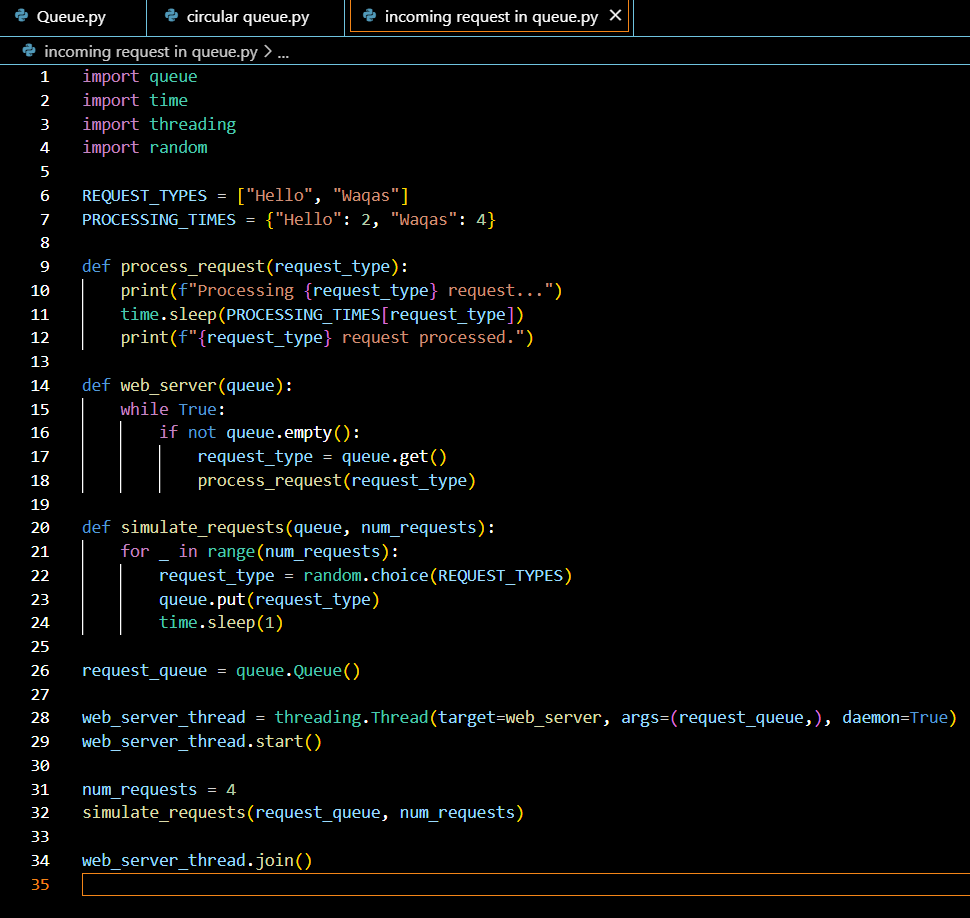 Queue.py circular queue.py incoming request in queue.py ✕
incoming request in queue.py > ...
1 import queue
2 import time
3 import threading
4 import random
5
6 REQUEST_TYPES = ["Hello", "Waqas"]
7 PROCESSING_TIMES = {"Hello": 2, "Waqas": 4}
8
9 def process_request(request_type):
10     print(f"Processing {request_type} request...")
11     time.sleep(PROCESSING_TIMES[request_type])
12     print(f"{request_type} request processed.")
13
14 def web_server(queue):
15     while True:
16         if not queue.empty():
17             request_type = queue.get()
18             process_request(request_type)
19
20 def simulate_requests(queue, num_requests):
21     for _ in range(num_requests):
22         request_type = random.choice(REQUEST_TYPES)
23         queue.put(request_type)
24         time.sleep(1)
25
26 request_queue = queue.Queue()
27
28 web_server_thread = threading.Thread(target=web_server, args=(request_queue,), daemon=True)
29 web_server_thread.start()
30
31 num_requests = 4
32 simulate_requests(request_queue, num_requests)
33
34 web_server_thread.join()
35